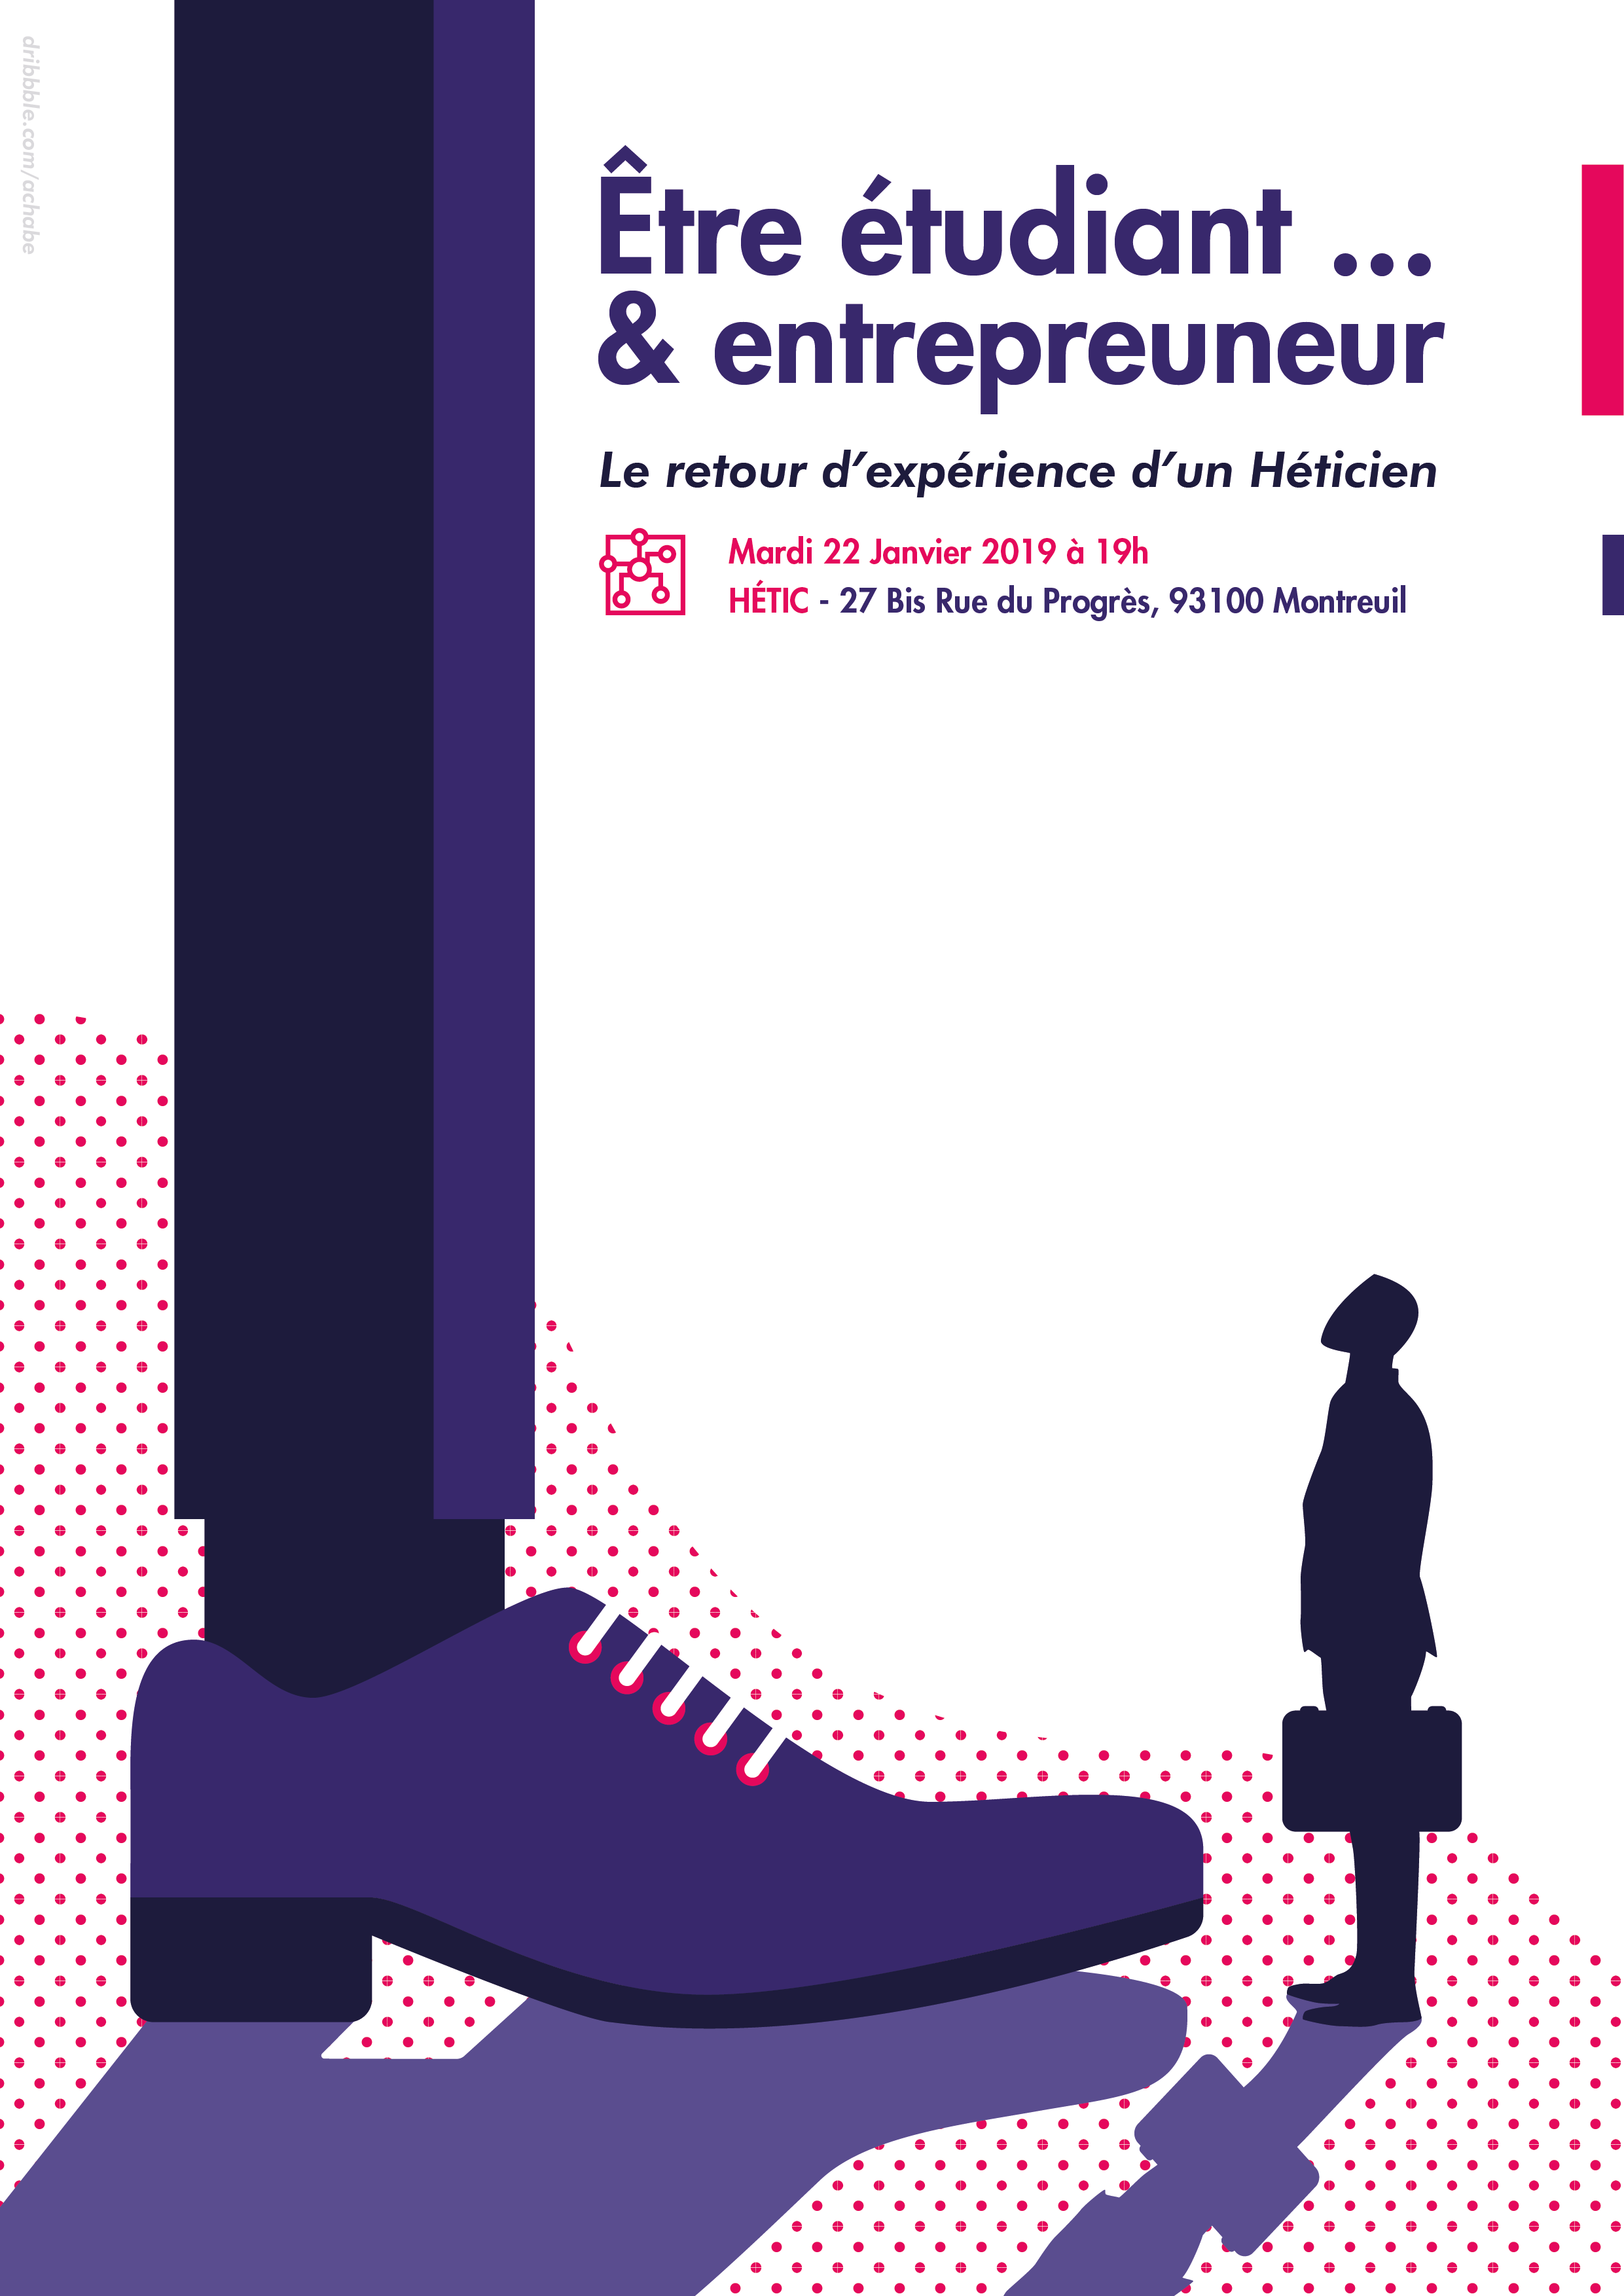 dribbble.com/achabe
Être étudiant ...
& entrepreuneur
Le retour d'expérience d'un Héticien
Mardi 22 Janvier 2019 à 19h
HÉTIC - 27 Bis Rue du Progrès, 93100 Montreuil